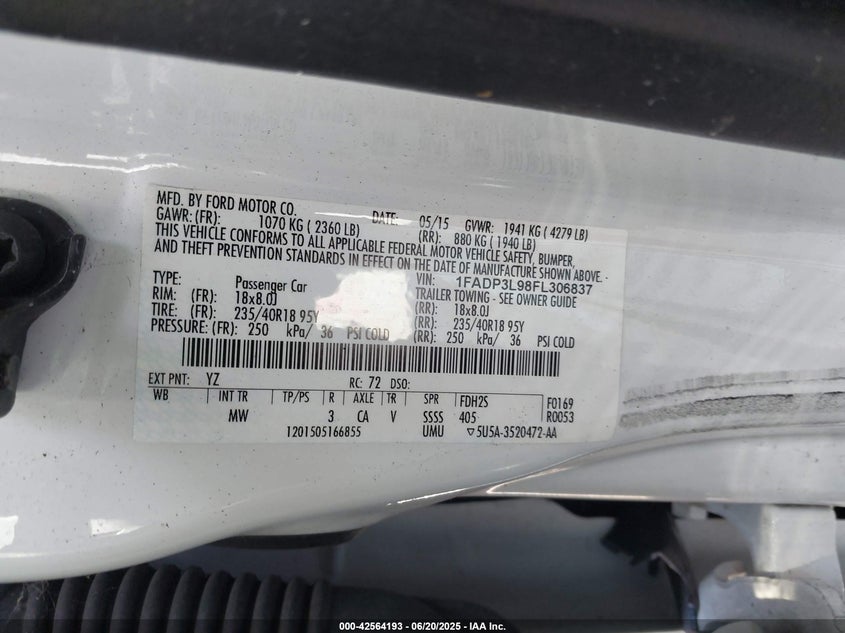 MFD. BY FORD MOTOR CO.
DATE: 05/15 GVWR: 1941 KG ( 4279 LB)
GAWR: (FR): 1070 KG ( 2360 LB) (RR): 880 KG ( 1940 LB)
THIS VEHICLE CONFORMS TO ALL APPLICABLE FEDERAL MOTOR VEHICLE SAFETY, BUMPER,
AND THEFT PREVENTION STANDARDS IN EFFECT ON THE DATE OF MANUFACTURE SHOWN ABOVE.
VIN: 1FADP3L98FL306837
TYPE: Passenger Car TRAILER TOWING - SEE OWNER GUIDE
RIM: (FR): 18x8.0J (RR): 18x8.0J
TIRE: (FR): 235/40R18 95Y (RR): 235/40R18 95Y
PRESSURE: (FR): 250 kPa/ 36 PSI COLD (RR): 250 kPa/ 36 PSI COLD
EXT PNT: YZ RC: 72 DSO:
WB INT TR TP/PS R AXLE TR SPR FDH2S F0169
MW 3 CA V SSSS 405 R0053
1201505166855 UMU ▽5U5A-3520472-AA
000-42564193 - 06/20/2025 - IAA Inc.